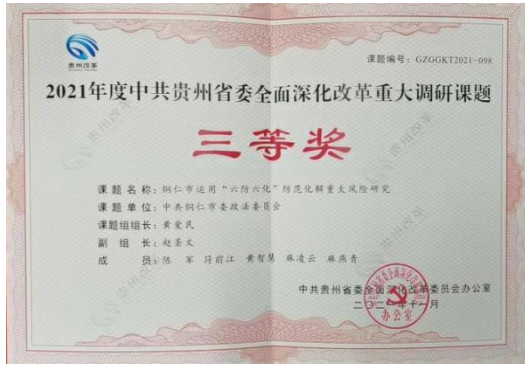 贵州改革
课题编号：GZGGKT2021-098
2021年度中共贵州省委全面深化改革重大调研课题
三等奖
课题名称：铜仁市运用“六防六化”防范化解重大风险研究
课题单位：中共铜仁市委政法委员会
课题组组长：黄爱民
副组长：赵圣文
成员：陈军 符前江 黄智慧 麻凌云 麻燕青
中共贵州省委全面深化改革委员会办公室
二〇二一年十一月